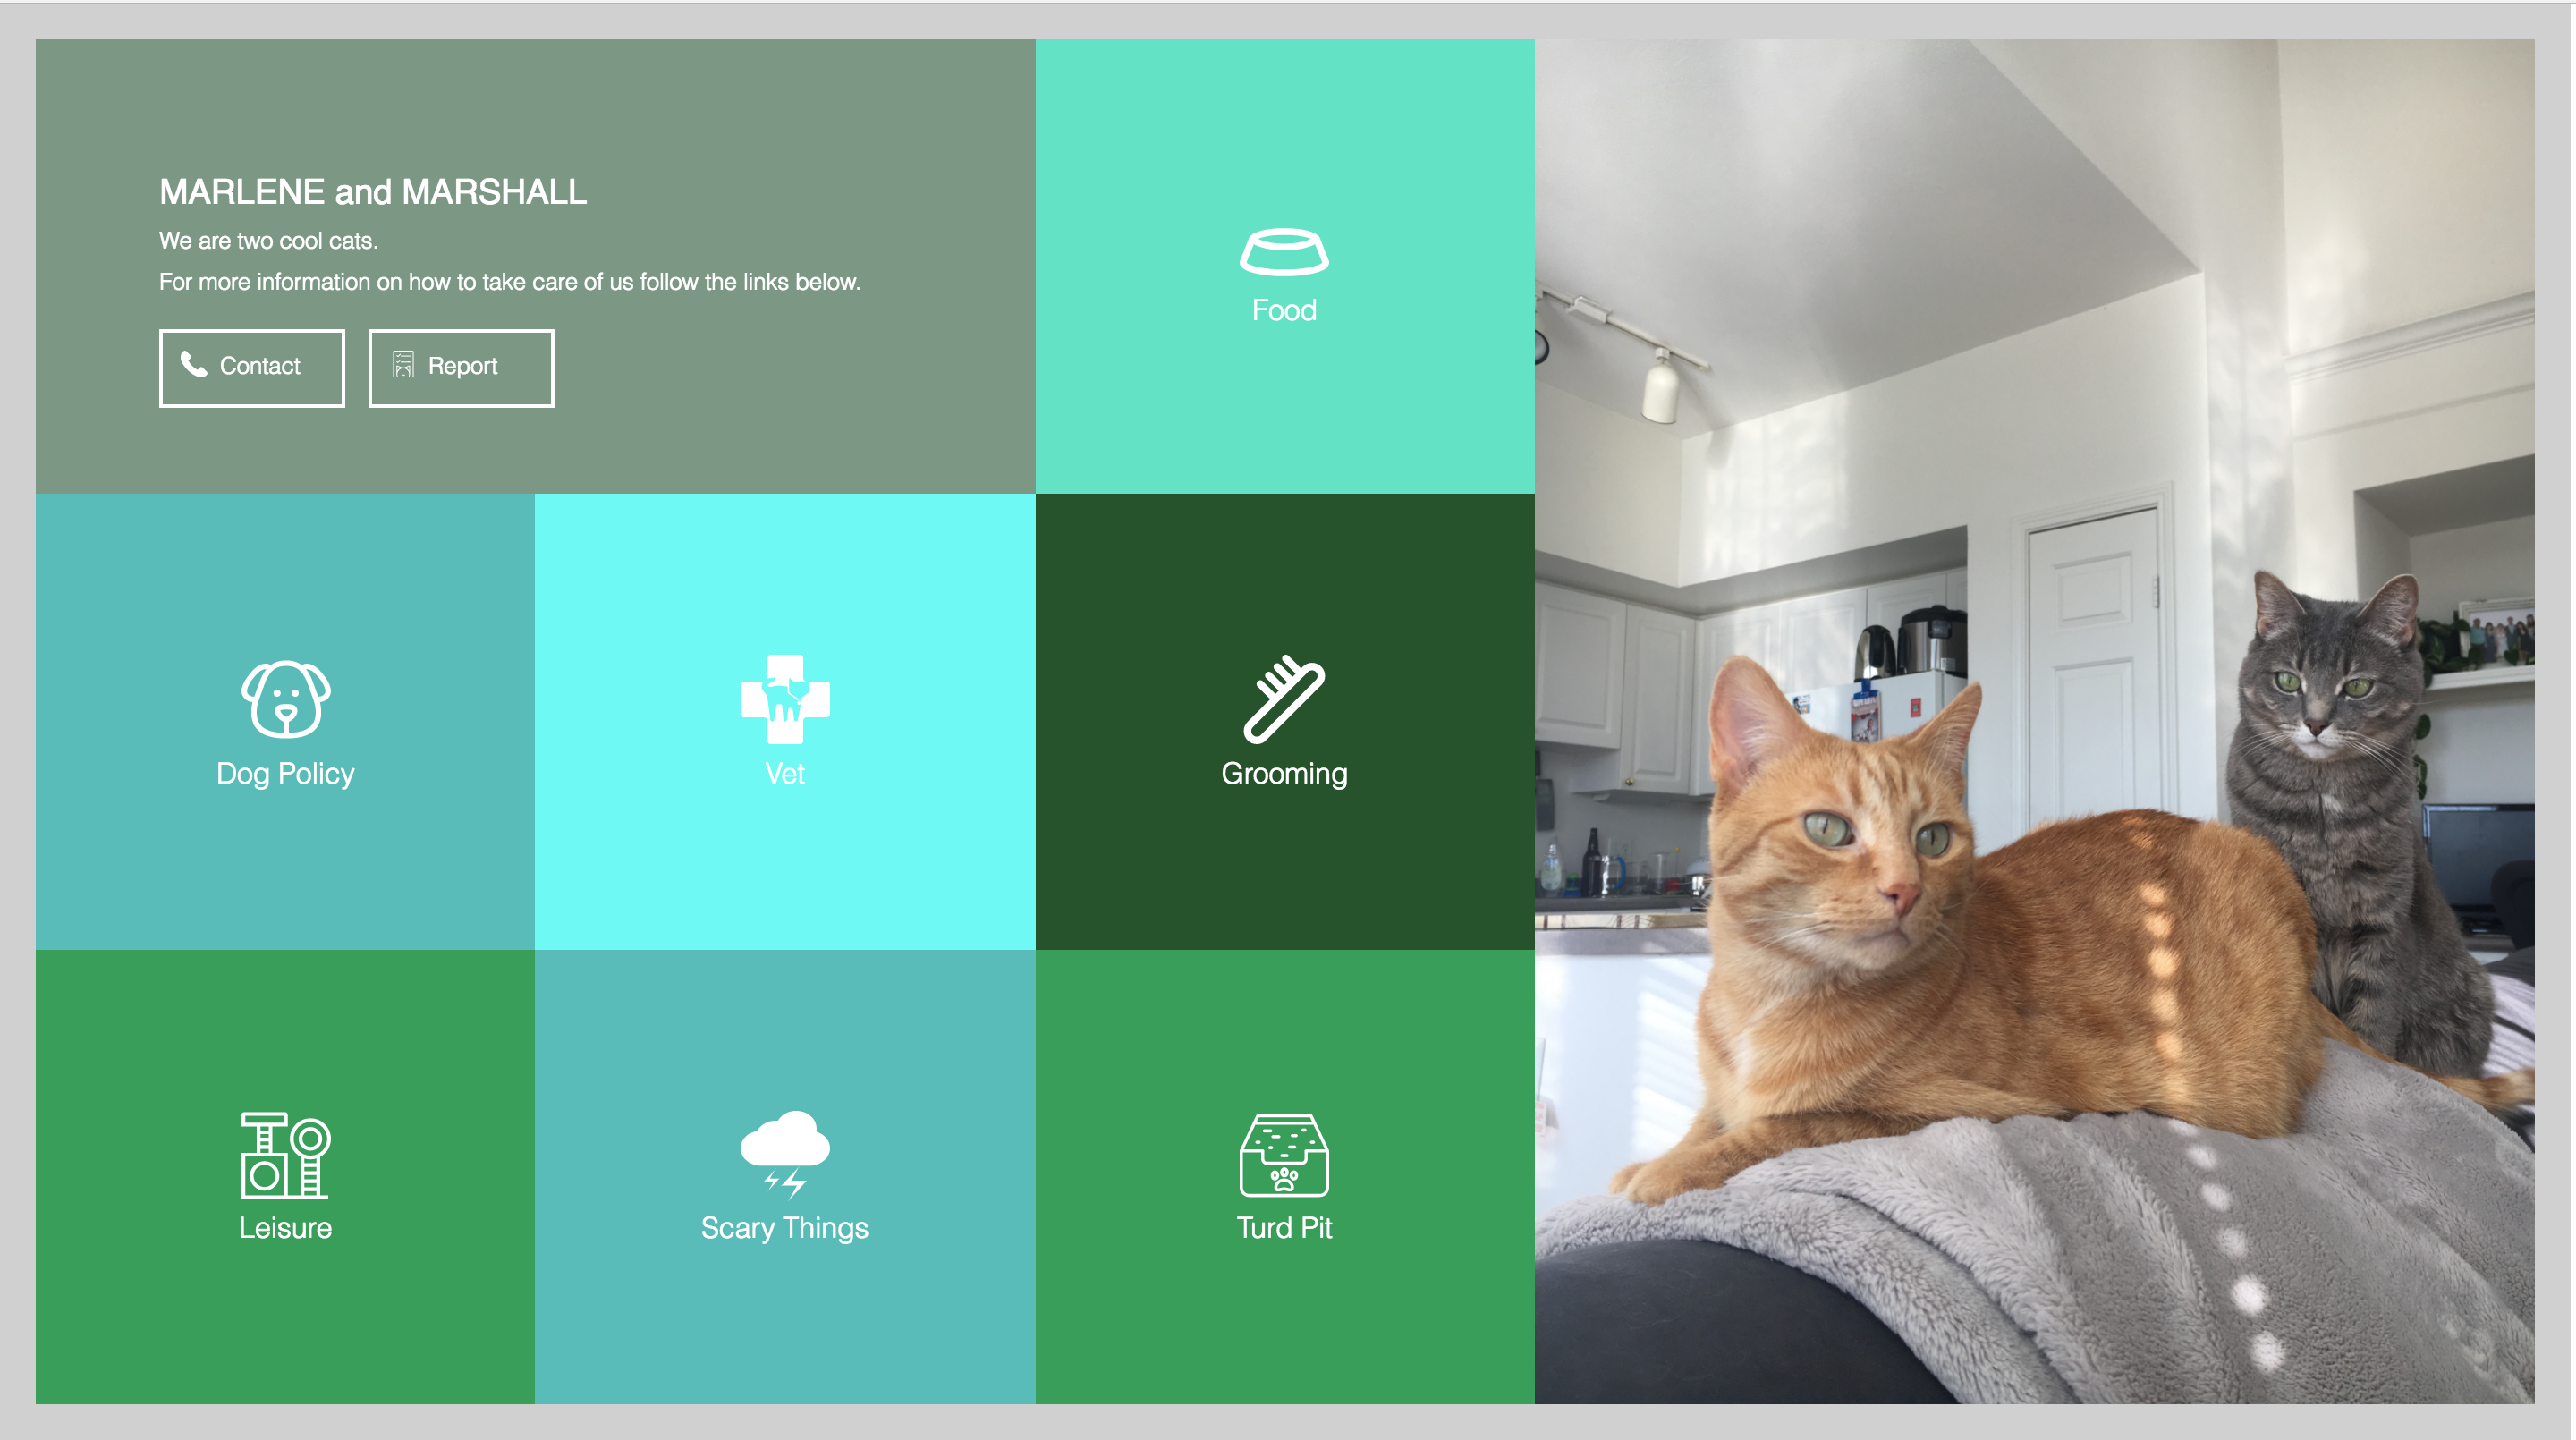 MARLENE and MARSHALL
We are two cool cats.
For more information on how to take care of us follow the links below.
Contact
Report
Food
Dog Policy
Vet
Grooming
Leisure
Scary Things
Turd Pit